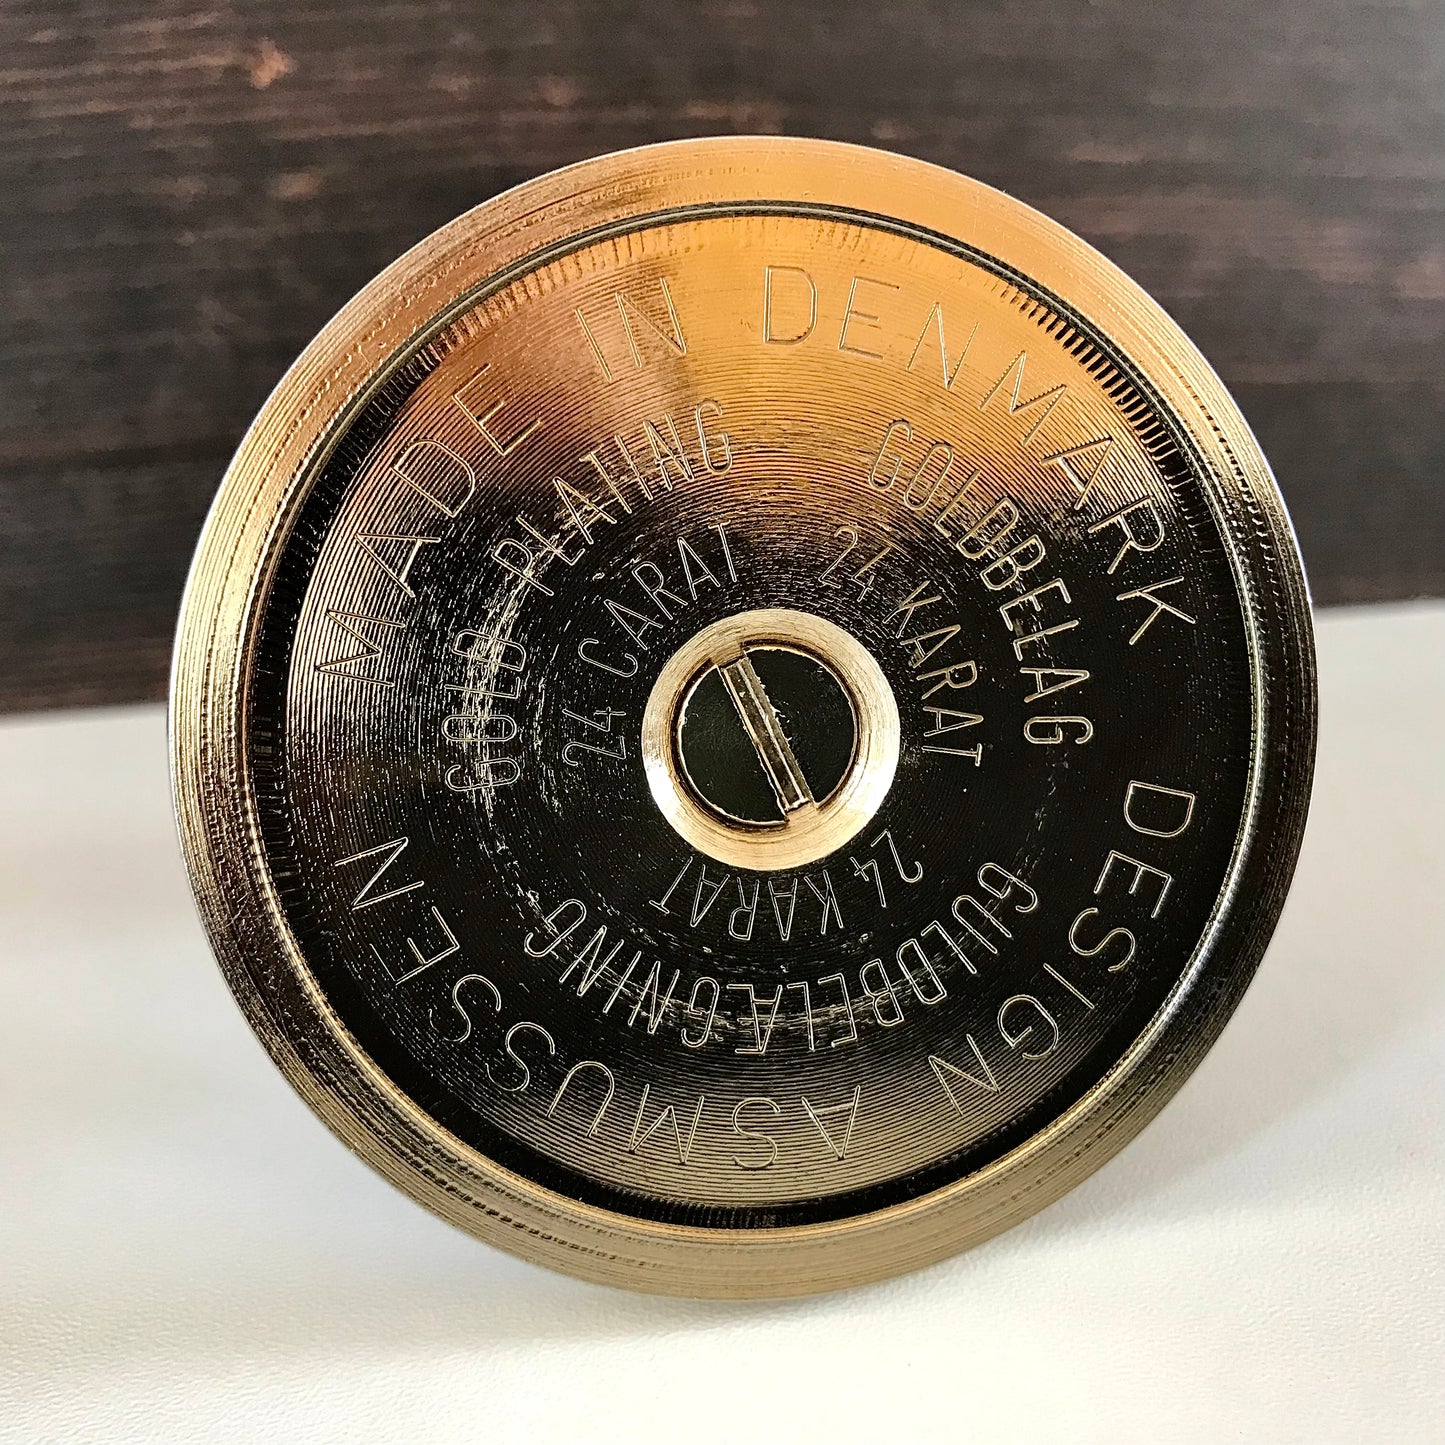 MADE IN DENMARK
DESIGN ASMUSSEN
GOLD PLATING
24 CARAT
GOLDBELAG
24 KARAT
GULDBELÆGNING
24 KARAT